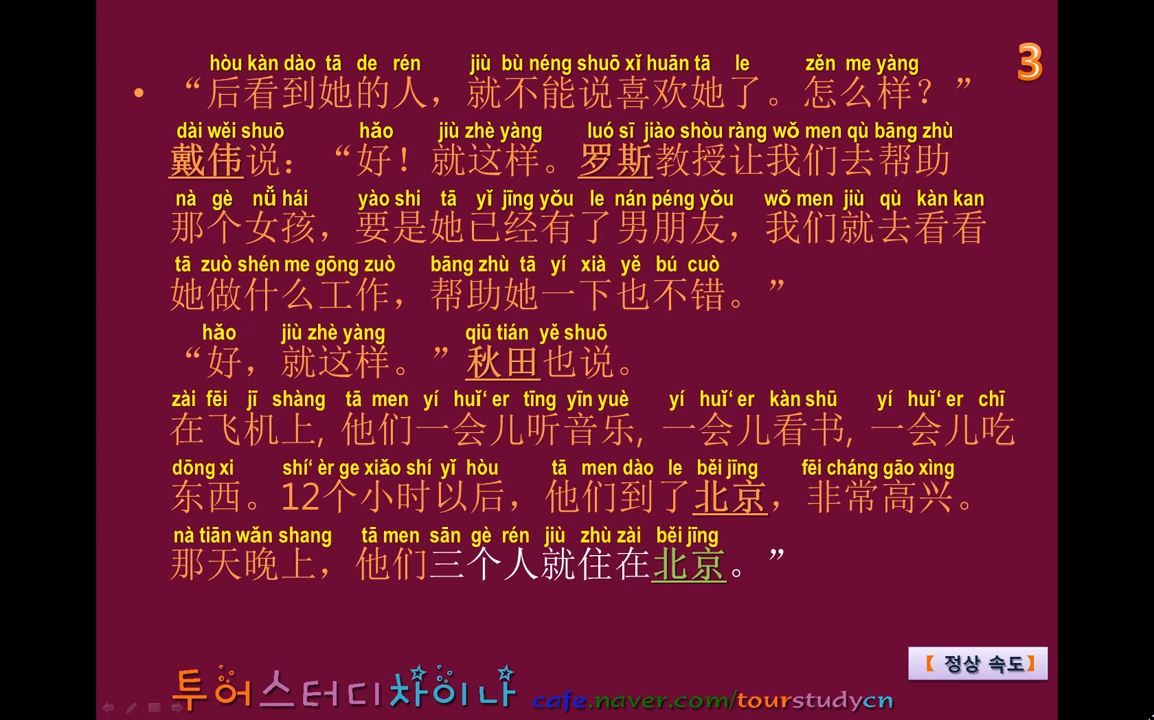 3
hòu kàn dào tā de rén jiù bù néng shuō xǐ huān tā le zěn me yàng
• “后看到她的人，就不能说喜欢她了。怎么样？”
dài wěi shuō hǎo jiù zhè yàng luó sī jiào shòu ràng wǒ men qù bāng zhù
戴伟说：“好！就这样。罗斯教授让我们去帮助
nà gè nǚ hái yào shi tā yǐ jīng yǒu le nán péng yǒu wǒ men jiù qù kàn kan
那个女孩，要是她已经有了男朋友，我们就去看看
tā zuò shén me gōng zuò bāng zhù tā yí xià yě bú cuò
她做什么工作，帮助她一下也不错。”
hǎo jiù zhè yàng qiū tián yě shuō
“好，就这样。”秋田也说。
zài fēi jī shàng tā men yí huǐ‘ er tīng yīn yuè yí huǐ‘ er kàn shū yí huǐ‘ er chī
在飞机上, 他们一会儿听音乐, 一会儿看书, 一会儿吃
dōng xi shí‘ èr ge xiǎo shí yǐ hòu tā men dào le běi jīng fēi cháng gāo xìng
东西。12个小时以后，他们到了北京，非常高兴。
nà tiān wǎn shang tā men sān gè rén jiù zhù zài běi jīng
那天晚上，他们三个人就住在北京。”
【 정상 속도】
투어스터디차이나 cafe.naver.com/tourstudycn